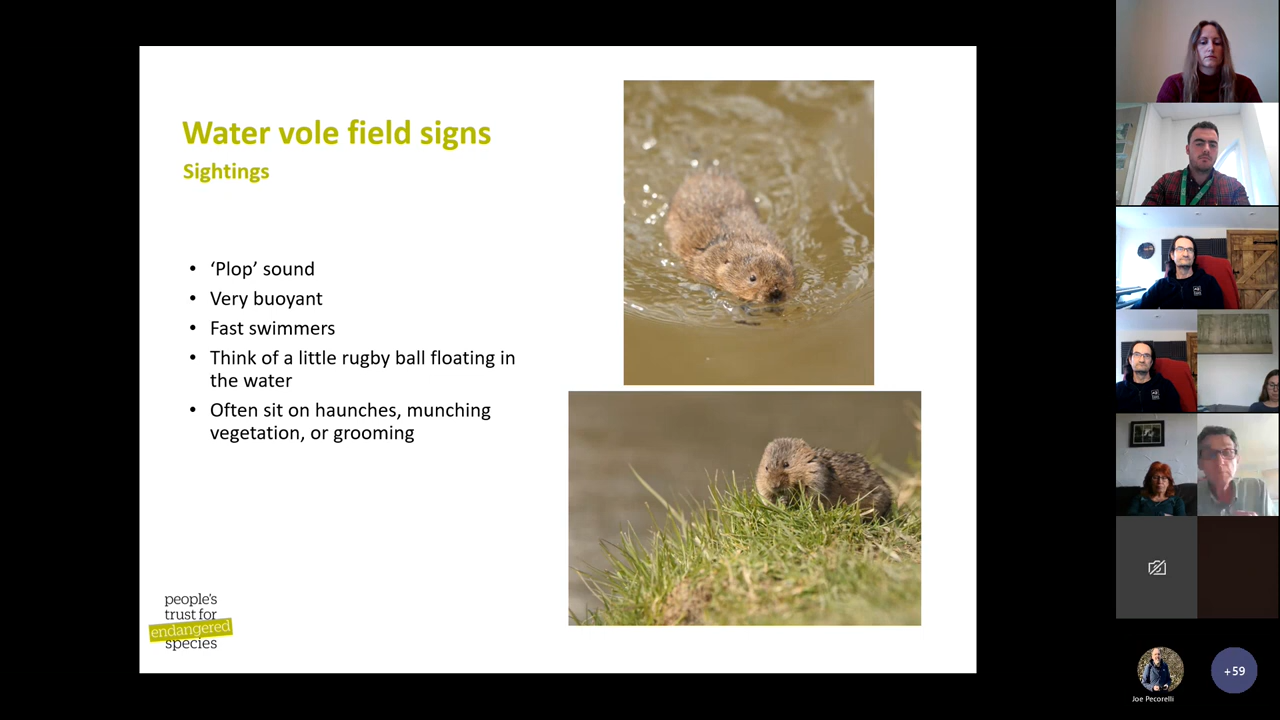 Water vole field signs
Sightings
• 'Plop' sound
• Very buoyant
• Fast swimmers
• Think of a little rugby ball floating in
the water
• Often sit on haunches, munching
vegetation, or grooming
people's
trust for
endangered
species
Joe Pecorelli
+59